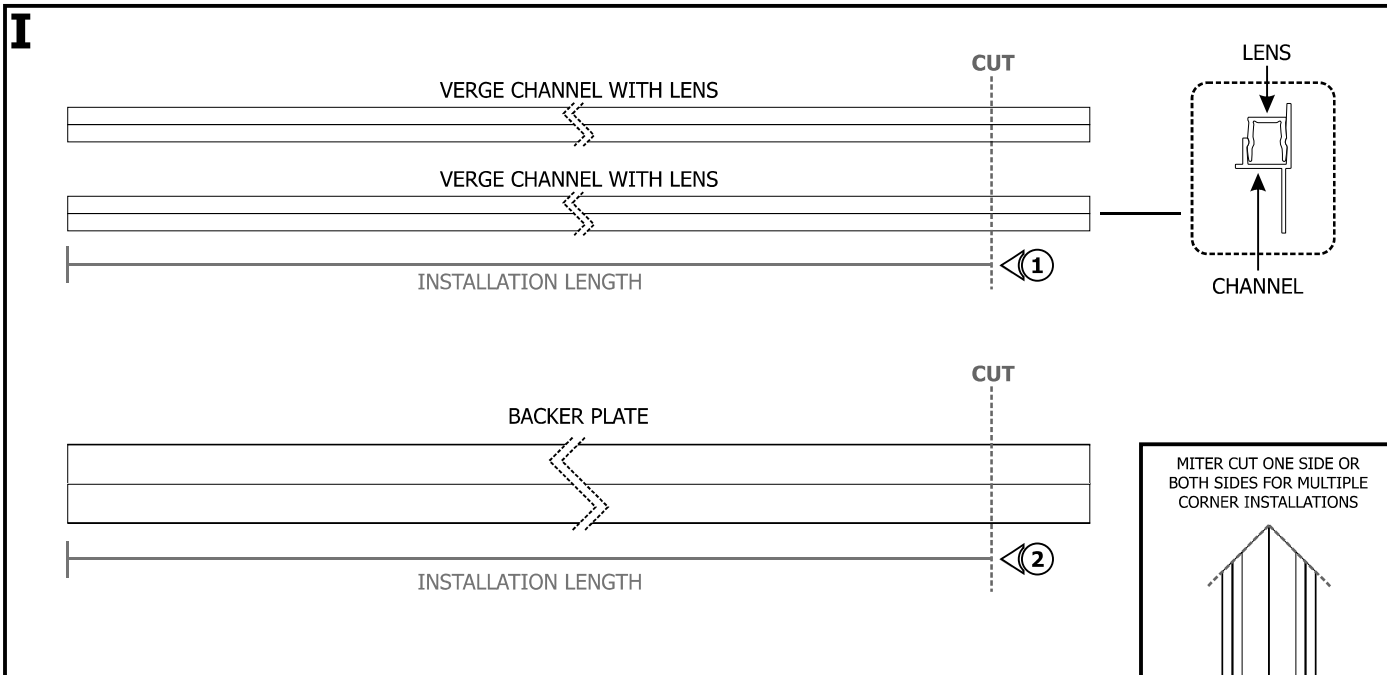 I
CUT
LENS
VERGE CHANNEL WITH LENS
VERGE CHANNEL WITH LENS
1
INSTALLATION LENGTH
CHANNEL
CUT
BACKER PLATE
MITER CUT ONE SIDE OR
BOTH SIDES FOR MULTIPLE
CORNER INSTALLATIONS
2
INSTALLATION LENGTH